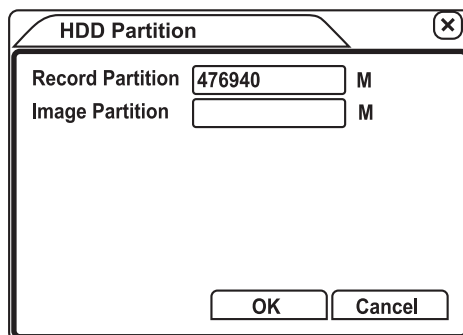 HDD Partition
Record Partition 476940 M
Image Partition M
OK Cancel